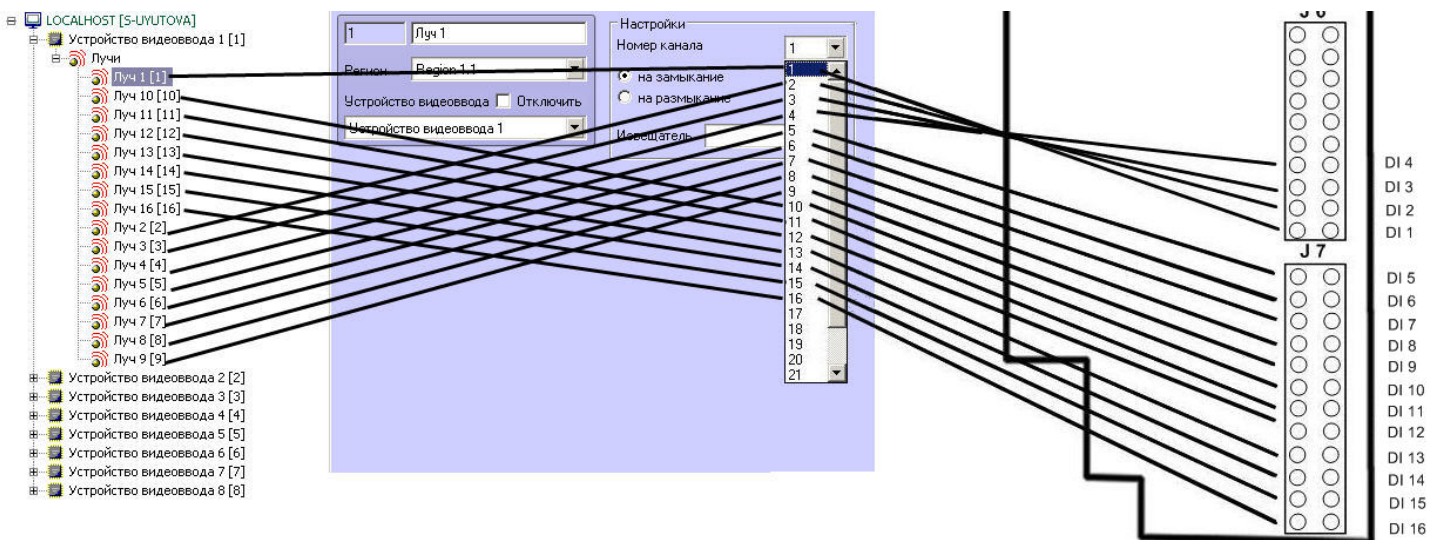 LOCALHOST [S-UYUTOVA]
Устройство видеоввода 1 [1]
Лучи
Луч 1 [1]
Луч 10 [10]
Луч 11 [11]
Луч 12 [12]
Луч 13 [13]
Луч 14 [14]
Луч 15 [15]
Луч 16 [16]
Луч 2 [2]
Луч 3 [3]
Луч 4 [4]
Луч 5 [5]
Луч 6 [6]
Луч 7 [7]
Луч 8 [8]
Луч 9 [9]
Устройство видеоввода 2 [2]
Устройство видеоввода 3 [3]
Устройство видеоввода 4 [4]
Устройство видеоввода 5 [5]
Устройство видеоввода 6 [6]
Устройство видеоввода 7 [7]
Устройство видеоввода 8 [8]
1 Луч 1
Регион Region 1.1
Устройство видеоввода Отключить
Устройство видеоввода 1
Настройки
Номер канала 1
на замыкание
на размыкание
Извещатель
1
2
3
4
5
6
7
8
9
10
11
12
13
14
15
16
17
18
19
20
21
J 6
DI 4
DI 3
DI 2
DI 1
J 7
DI 5
DI 6
DI 7
DI 8
DI 9
DI 10
DI 11
DI 12
DI 13
DI 14
DI 15
DI 16